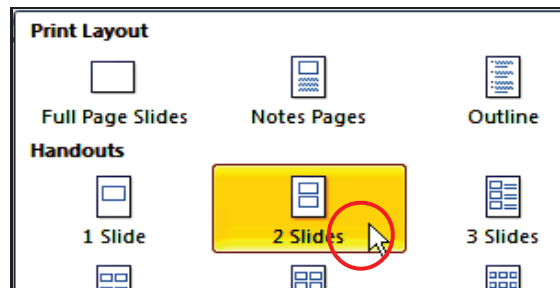 Print Layout
Full Page Slides Notes Pages Outline
Handouts
1 Slide 2 Slides 3 Slides